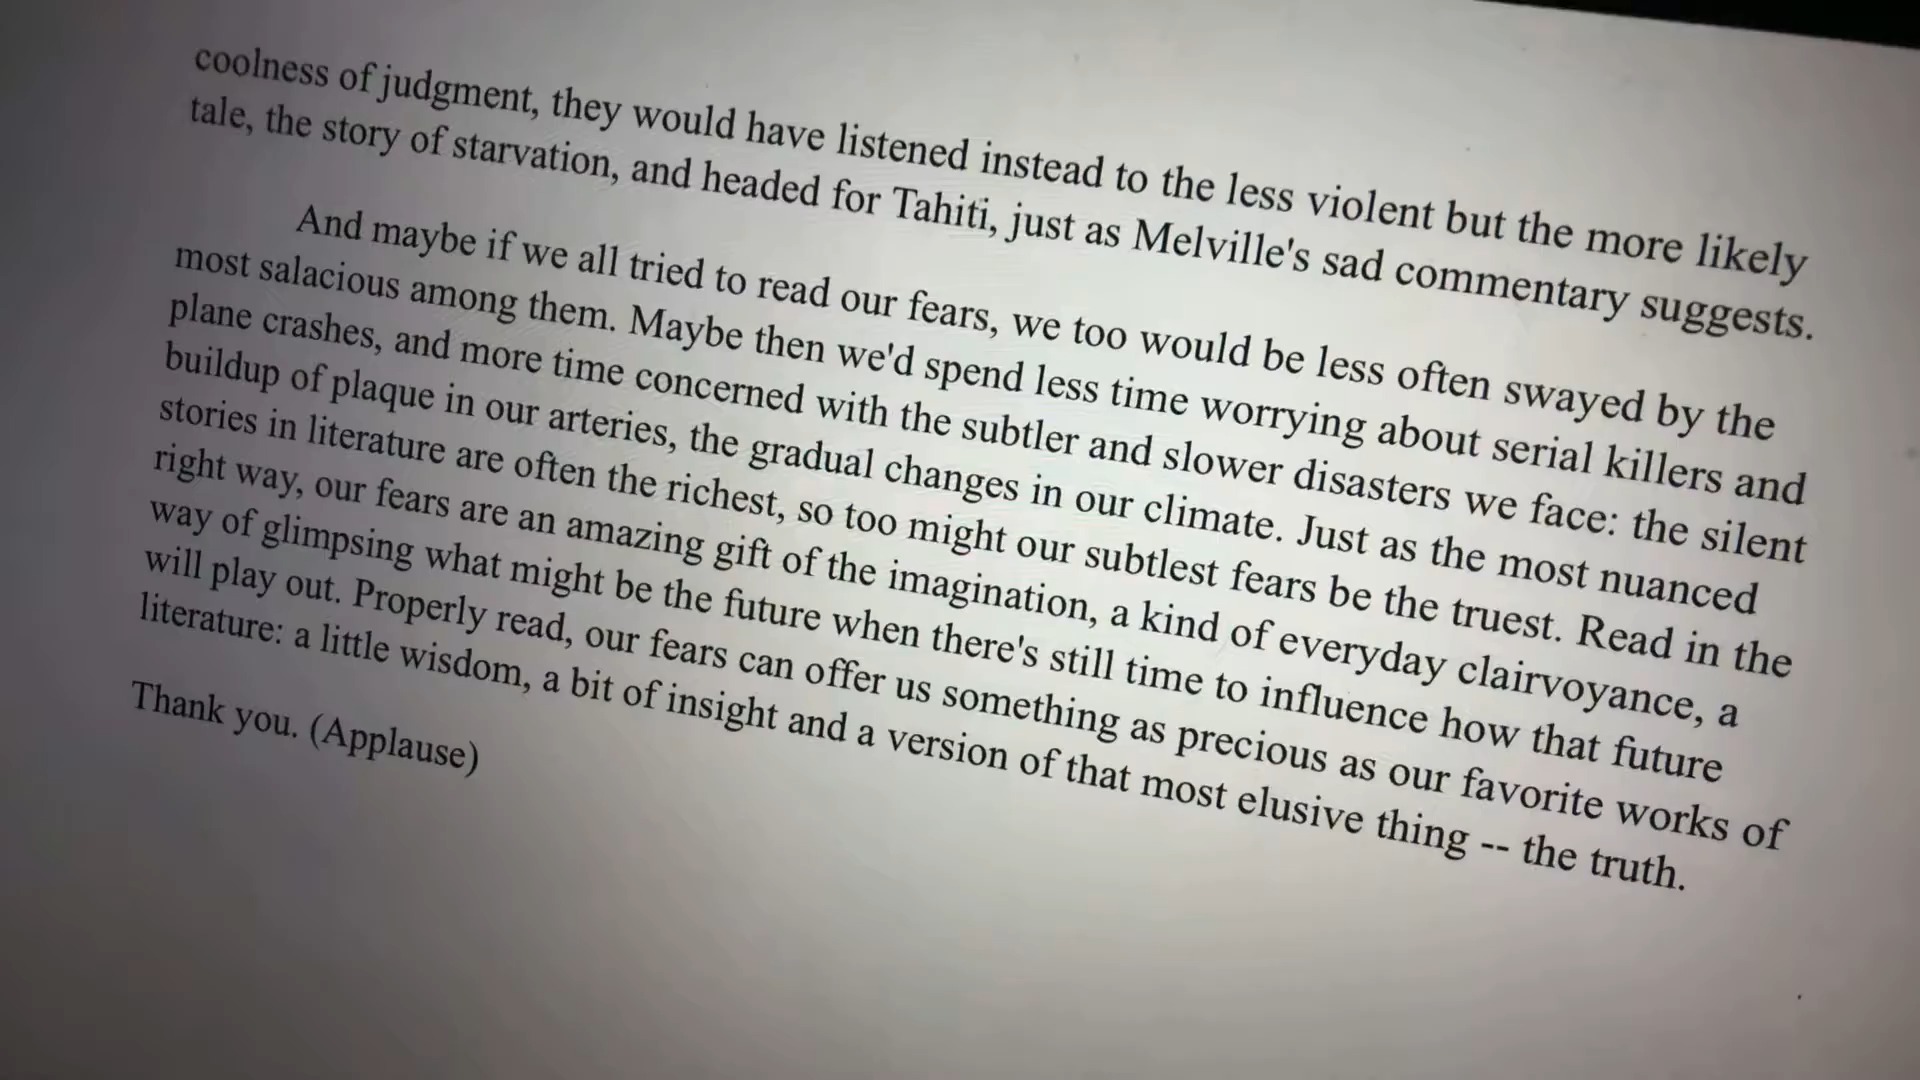 coolness of judgment, they would have listened instead to the less violent but the more likely
tale, the story of starvation, and headed for Tahiti, just as Melville's sad commentary suggests.
And maybe if we all tried to read our fears, we too would be less often swayed by the
most salacious among them. Maybe then we'd spend less time worrying about serial killers and
plane crashes, and more time concerned with the subtler and slower disasters we face: the silent
buildup of plaque in our arteries, the gradual changes in our climate. Just as the most nuanced
stories in literature are often the richest, so too might our subtlest fears be the truest. Read in the
right way, our fears are an amazing gift of the imagination, a kind of everyday clairvoyance, a
way of glimpsing what might be the future when there's still time to influence how that future
will play out. Properly read, our fears can offer us something as precious as our favorite works of
literature: a little wisdom, a bit of insight and a version of that most elusive thing -- the truth.
Thank you. (Applause)